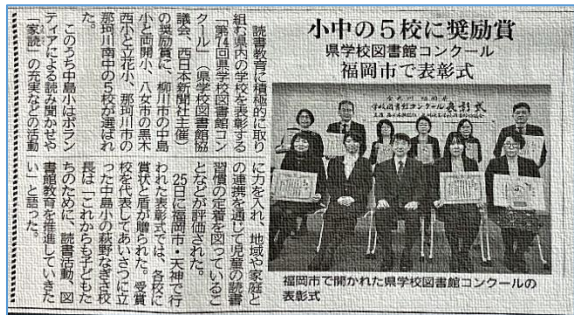 小中の5校に奨励賞
県学校図書館コンクール
福岡市で表彰式
読書教育に積極的に取り
組む県内の学校を表彰する
「第74回県学校図書館コン
クール」（県学校図書館協
議会、西日本新聞社主催）
の奨励賞に、柳川市の中島
小と両開小、八女市の黒木
西小と立花小、那珂川市の
那珂川南中の5校が選ばれ
た。
このうち中島小はボラン
ティアによる読み聞かせや
「家読」の充実などの活動
に力を入れ、地域や家庭と
の連携を通じて児童の読書
習慣の定着を図っているこ
となどが評価された。
25日に福岡市・天神で行
われた表彰式では、各校に
賞状と盾が贈られた。受賞
校を代表してあいさつに立
った中島小の萩野なぎさ校
長は「これからも子どもた
ちのために、読書活動、図
書館教育を推進していきた
い」と語った。
学校図書館コンクール表彰式
福岡市で開かれた県学校図書館コンクールの
表彰式